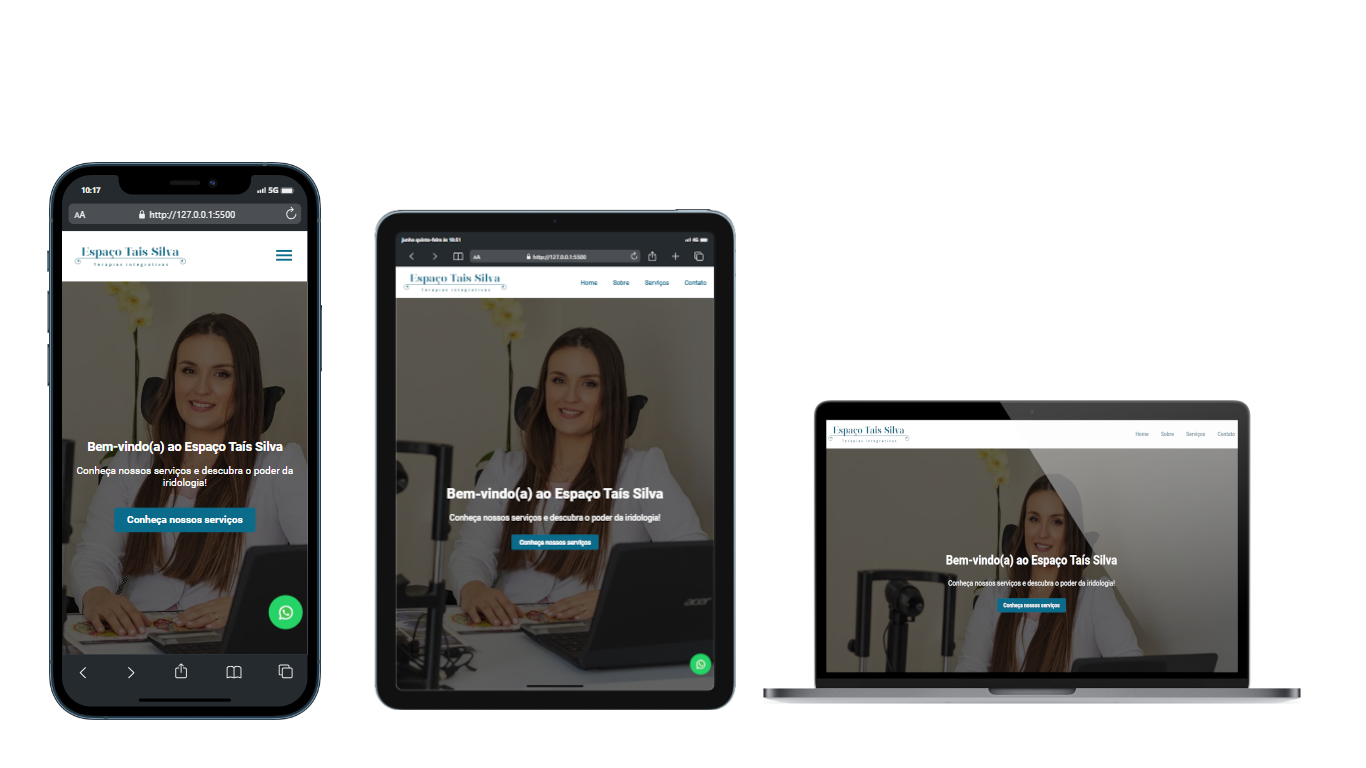 10:17
5G
AA
http://127.0.0.1:5500
Espaço Tais Silva
Terapias integrativas
Bem-vindo(a) ao Espaço Taís Silva
Conheça nossos serviços e descubra o poder da
iridologia!
Conheça nossos serviços
junho quinta-feira às 10:51
5G
AA
http://127.0.0.1:5500
Espaço Tais Silva
Terapias integrativas
Home Sobre Serviços Contato
Bem-vindo(a) ao Espaço Taís Silva
Conheça nossos serviços e descubra o poder da iridologia!
Conheça nossos serviços
acer
Espaço Tais Silva
Terapias integrativas
Home Sobre Serviços Contato
Bem-vindo(a) ao Espaço Taís Silva
Conheça nossos serviços e descubra o poder da iridologia!
Conheça nossos serviços